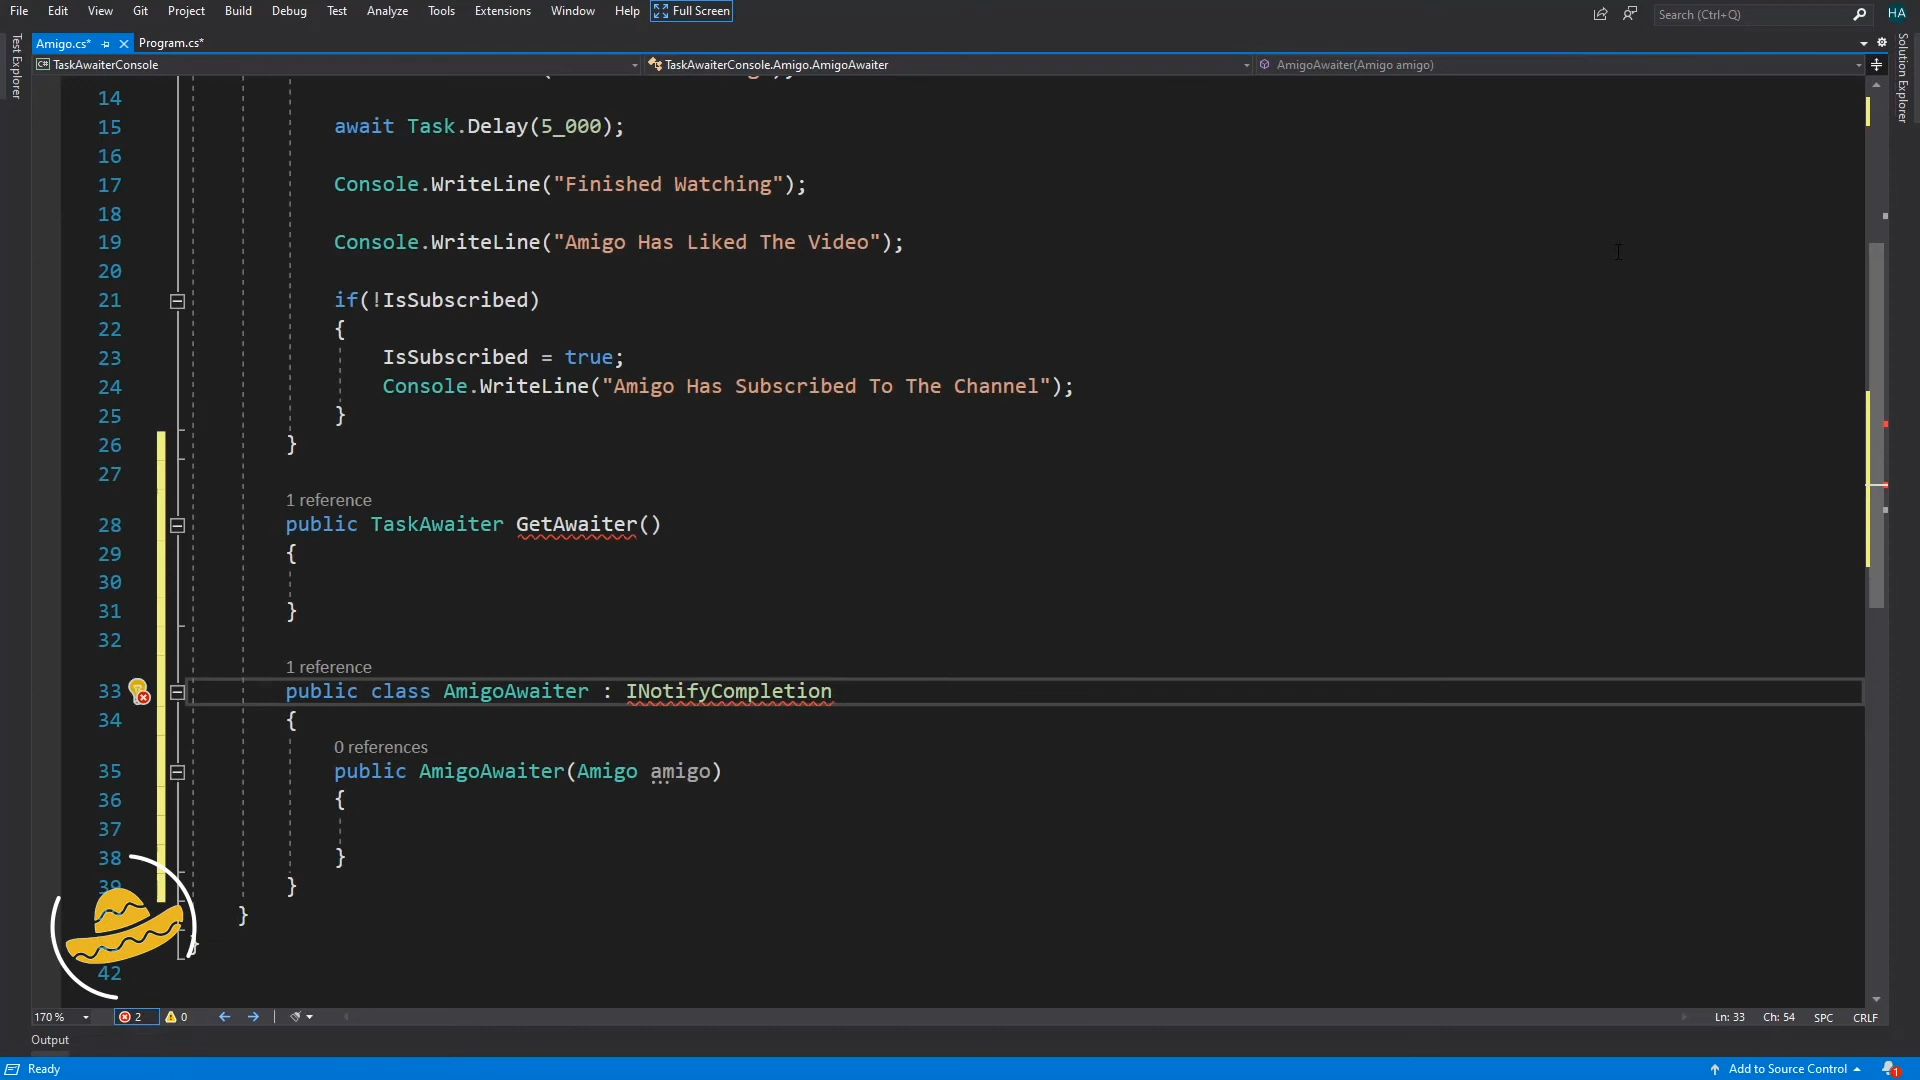 File Edit View Git Project Build Debug Test Analyze Tools Extensions Window Help Full Screen Search (Ctrl+Q) HA
Amigo.cs* Program.cs*
TaskAwaiterConsole TaskAwaiterConsole.Amigo.AmigoAwaiter AmigoAwaiter(Amigo amigo)
Test Explorer
Solution Explorer
14
15 await Task.Delay(5_000);
16
17 Console.WriteLine("Finished Watching");
18
19 Console.WriteLine("Amigo Has Liked The Video");
20
21 if(!IsSubscribed)
22 {
23 IsSubscribed = true;
24 Console.WriteLine("Amigo Has Subscribed To The Channel");
25 }
26 }
27
1 reference
28 public TaskAwaiter GetAwaiter()
29 {
30
31 }
32
1 reference
33 public class AmigoAwaiter : INotifyCompletion
34 {
0 references
35 public AmigoAwaiter(Amigo amigo)
36 {
37
38 }
39 }
}
}
42
170 % 2 0 Ln: 33 Ch: 54 SPC CRLF
Output
Ready Add to Source Control 1